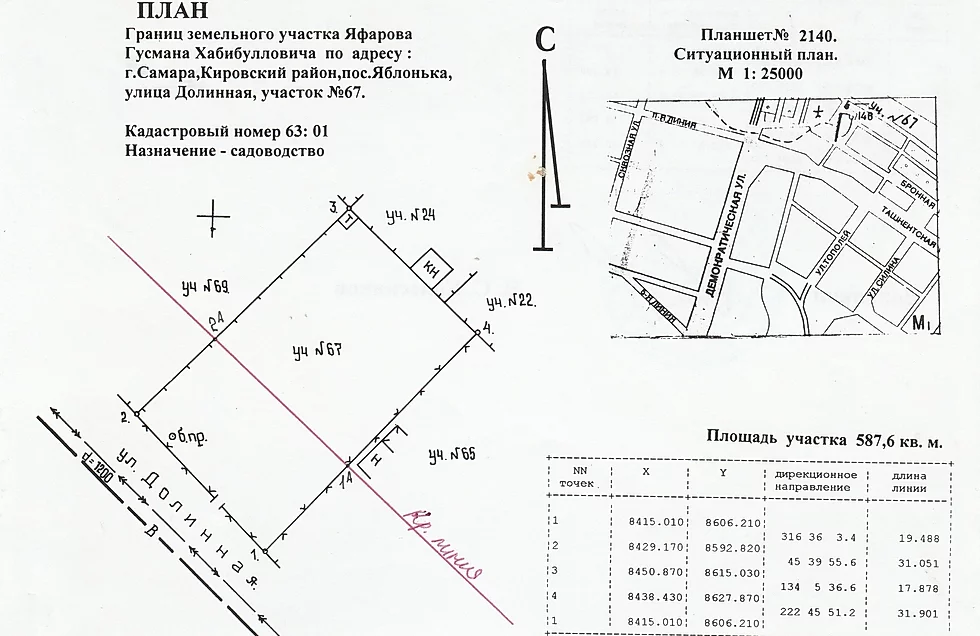 ПЛАН
Границ земельного участка Яфарова
Гусмана Хабибулловича по адресу :
г.Самара,Кировский район,пос.Яблонька,
улица Долинная, участок №67.
Кадастровый номер 63: 01
Назначение - садоводство
С
Планшет№ 2140.
Ситуационный план.
М 1: 25000
СКВОЗНАЯ УЛ.
ЛИНИЯ
уч. №67
14В
БРОННАЯ
ТАШКЕНТСКАЯ
ДЕМОКРАТИЧЕСКАЯ УЛ.
УЛ.ТОПОЛЕЙ
УЛ СИЛИНА
ЛИНИЯ
М1
3.
Т
уч. №24
КН
уч №69.
уч. №22.
2А
4.
уч №67
2.
об.пр.
уч. №65
Н
1А
d=1200
ул. Долинная.
В
1.
Кр. линия
Площадь участка 587,6 кв. м.
NN точек X Y дирекционное направление длина линии
1 8415.010 8606.210
316 36 3.4 19.488
2 8429.170 8592.820
45 39 55.6 31.051
3 8450.870 8615.030
134 5 36.6 17.878
4 8438.430 8627.870
222 45 51.2 31.901
1 8415.010 8606.210